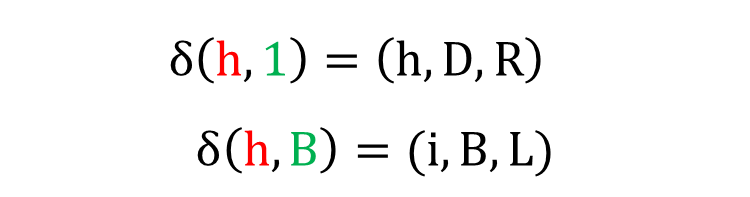 δ(h, 1) = (h, D, R)
δ(h, B) = (i, B, L)